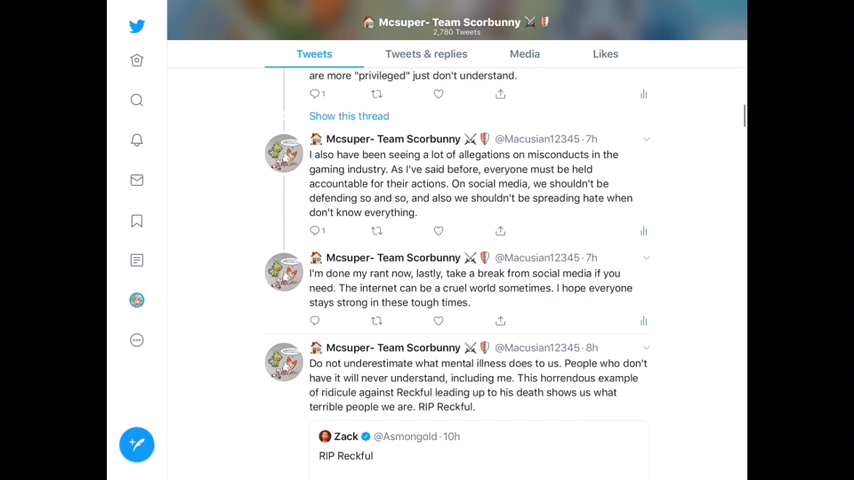 Mcsuper- Team Scorbunny
2,780 Tweets
Tweets
Tweets & replies
Media
Likes
are more "privileged" just don't understand.
1
Show this thread
Mcsuper- Team Scorbunny @Macusian12345 · 7h
I also have been seeing a lot of allegations on misconducts in the
gaming industry. As I've said before, everyone must be held
accountable for their actions. On social media, we shouldn't be
defending so and so, and also we shouldn't be spreading hate when
don't know everything.
1
Mcsuper- Team Scorbunny @Macusian12345 · 7h
I'm done my rant now, lastly, take a break from social media if you
need. The internet can be a cruel world sometimes. I hope everyone
stays strong in these tough times.
Mcsuper- Team Scorbunny @Macusian12345 · 8h
Do not underestimate what mental illness does to us. People who don't
have it will never understand, including me. This horrendous example
of ridicule against Reckful leading up to his death shows us what
terrible people we are. RIP Reckful.
Zack @Asmongold · 10h
RIP Reckful